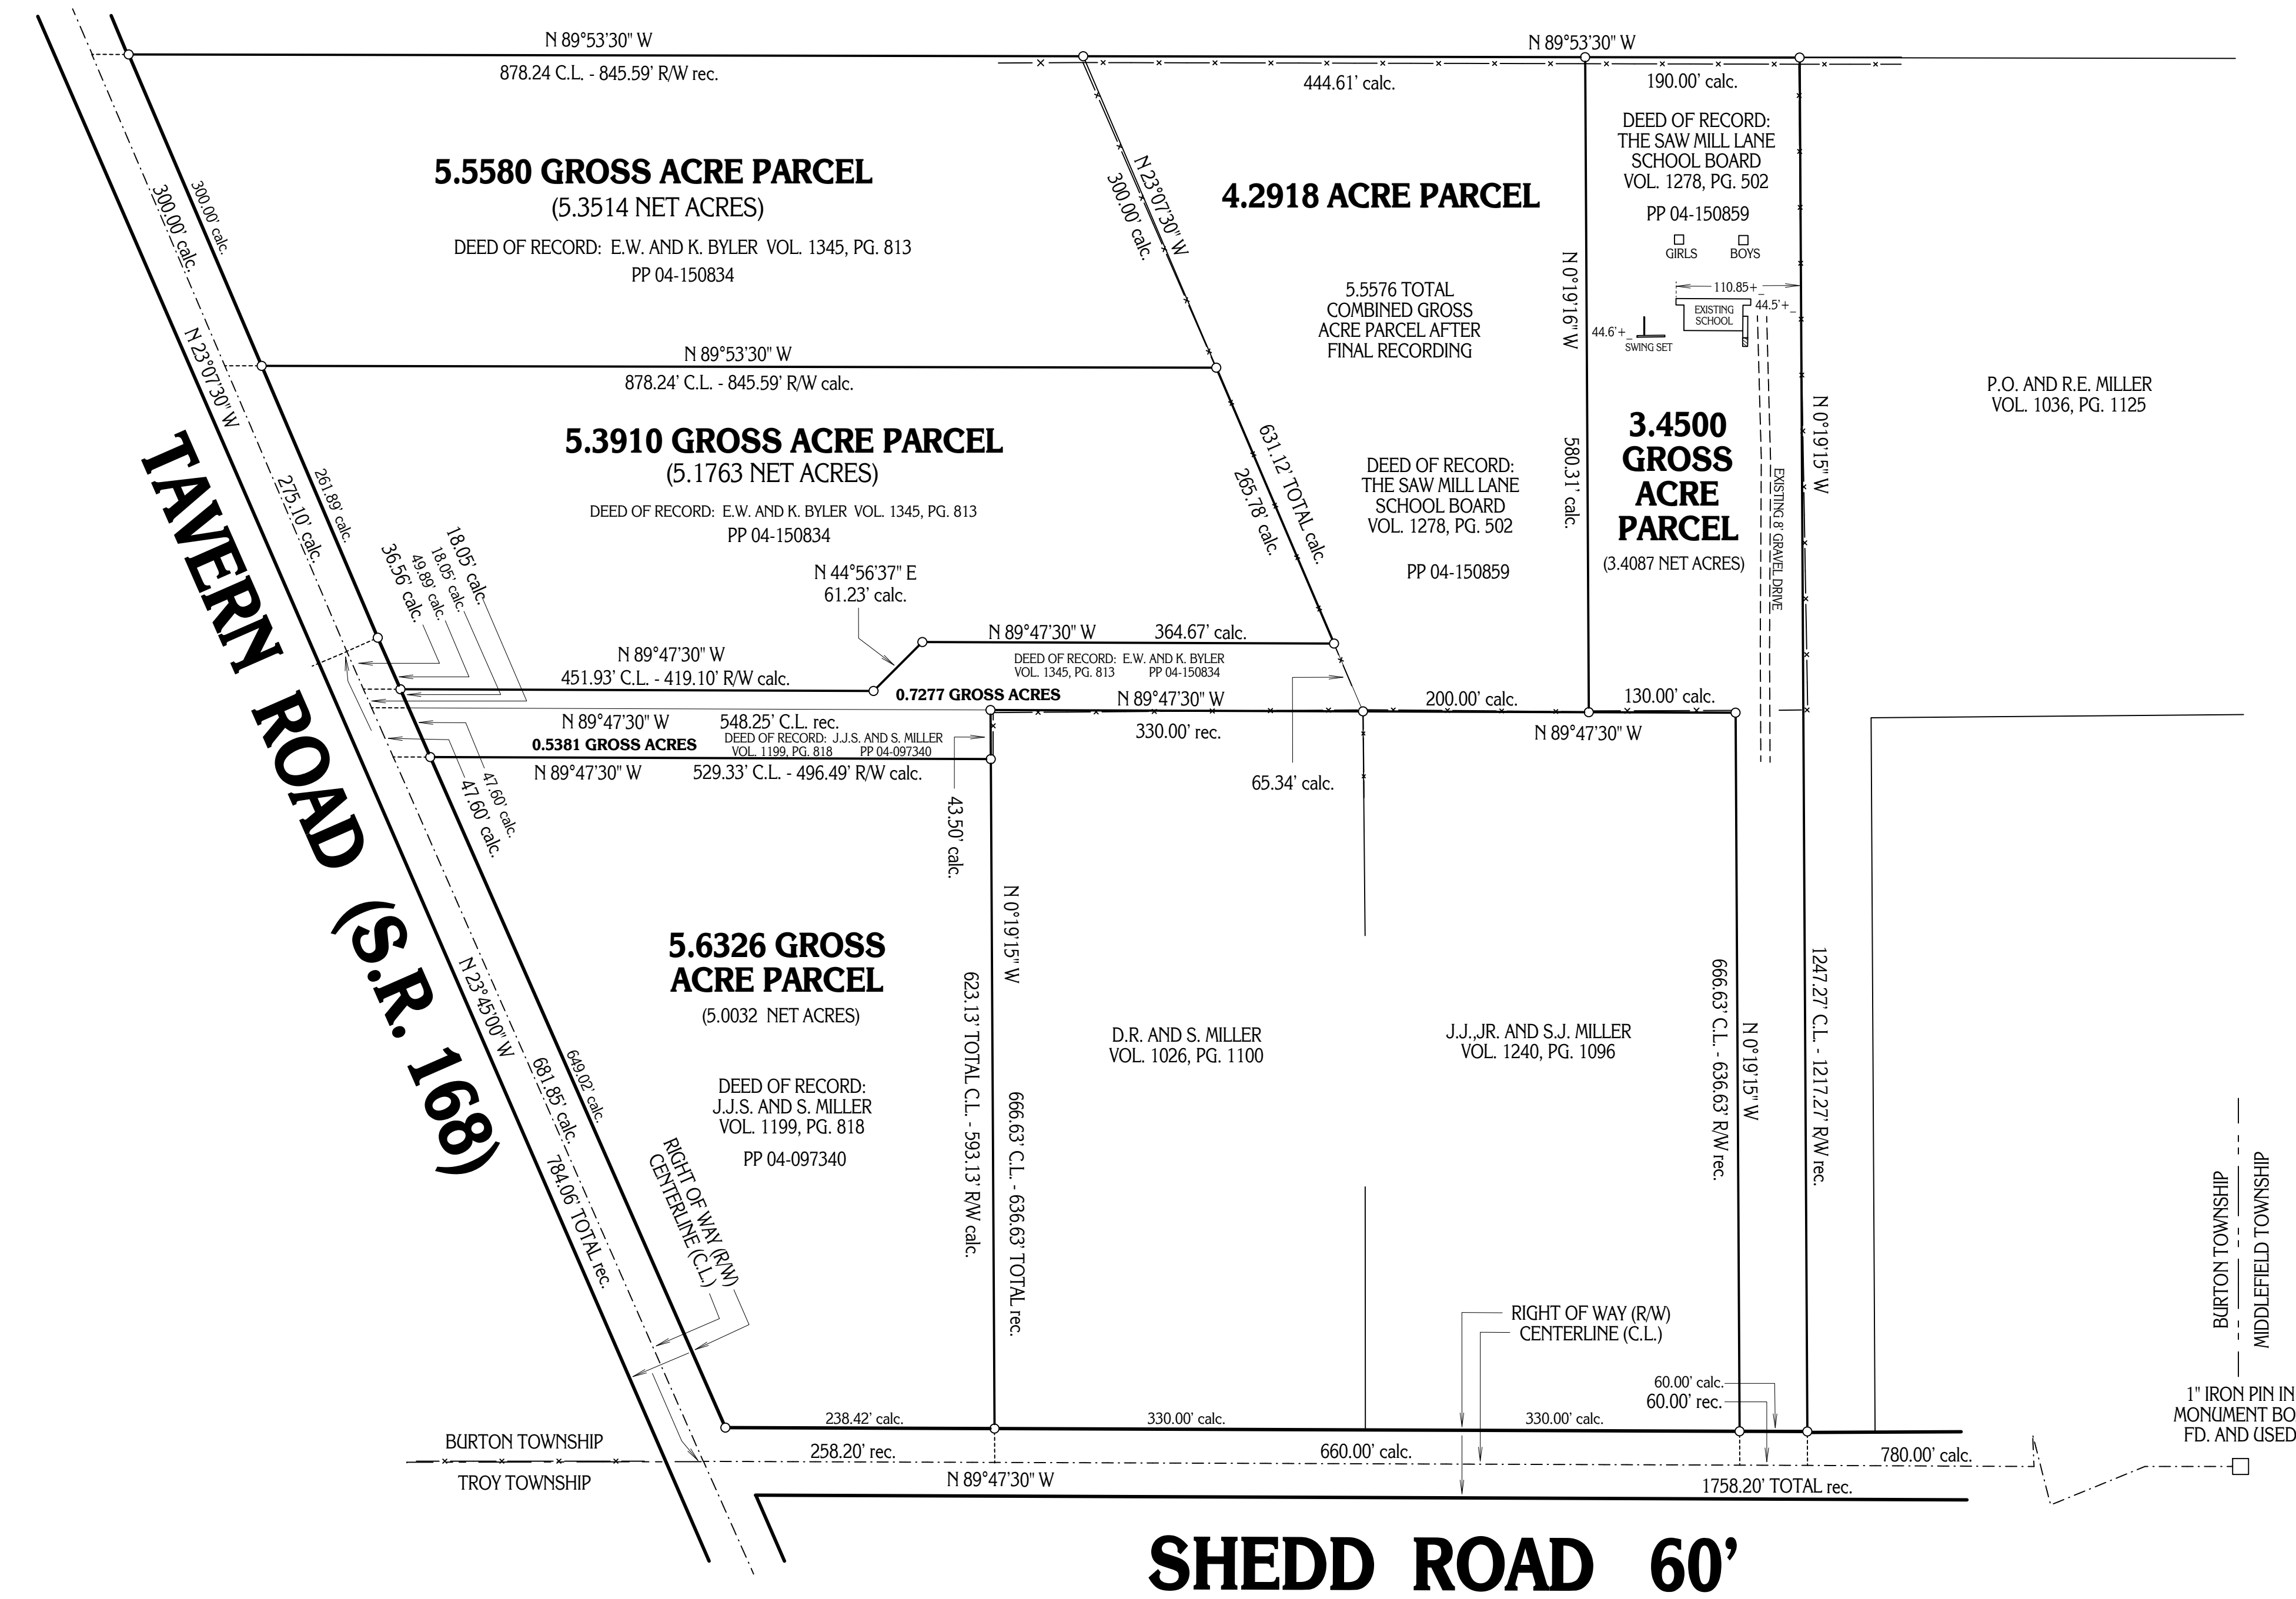 N 89°53'30" W
878.24 C.L. - 845.59' R/W rec.
N 89°53'30" W
444.61' calc.
190.00' calc.
5.5580 GROSS ACRE PARCEL
(5.3514 NET ACRES)
DEED OF RECORD: E.W. AND K. BYLER VOL. 1345, PG. 813
PP 04-150834
300.00' calc.
300.00' calc.
N 23°07'30" W
N 23°07'30" W
300.00' calc.
4.2918 ACRE PARCEL
5.5576 TOTAL
COMBINED GROSS
ACRE PARCEL AFTER
FINAL RECORDING
DEED OF RECORD:
THE SAW MILL LANE
SCHOOL BOARD
VOL. 1278, PG. 502
PP 04-150859
N 0°19'16" W
580.31' calc.
DEED OF RECORD:
THE SAW MILL LANE
SCHOOL BOARD
VOL. 1278, PG. 502
PP 04-150859
GIRLS
BOYS
110.85+_
44.5'+_
EXISTING
SCHOOL
44.6'+_
SWING SET
3.4500
GROSS
ACRE
PARCEL
(3.4087 NET ACRES)
EXISTING 8' GRAVEL DRIVE
N 0°19'15" W
P.O. AND R.E. MILLER
VOL. 1036, PG. 1125
N 89°53'30" W
878.24' C.L. - 845.59' R/W calc.
5.3910 GROSS ACRE PARCEL
(5.1763 NET ACRES)
DEED OF RECORD: E.W. AND K. BYLER VOL. 1345, PG. 813
PP 04-150834
631.12' TOTAL calc.
265.78' calc.
275.10' calc.
261.89' calc.
36.56' calc.
49.89' calc.
18.05' calc.
18.05' calc.
N 44°56'37" E
61.23' calc.
N 89°47'30" W
451.93' C.L. - 419.10' R/W calc.
N 89°47'30" W
364.67' calc.
DEED OF RECORD: E.W. AND K. BYLER
VOL. 1345, PG. 813
PP 04-150834
0.7277 GROSS ACRES
N 89°47'30" W
330.00' rec.
200.00' calc.
130.00' calc.
N 89°47'30" W
65.34' calc.
N 89°47'30" W
548.25' C.L. rec.
0.5381 GROSS ACRES
DEED OF RECORD: J.J.S. AND S. MILLER
VOL. 1199, PG. 818
PP 04-097340
N 89°47'30" W
529.33' C.L. - 496.49' R/W calc.
43.50' calc.
47.60' calc.
47.60' calc.
TAVERN ROAD (S.R. 168)
5.6326 GROSS
ACRE PARCEL
(5.0032 NET ACRES)
DEED OF RECORD:
J.J.S. AND S. MILLER
VOL. 1199, PG. 818
PP 04-097340
N 23°45'00" W
681.85' calc.
649.02' calc.
784.06' TOTAL rec.
RIGHT OF WAY (R/W)
CENTERLINE (C.L.)
N 0°19'15" W
623.13' TOTAL C.L. - 593.13' R/W calc.
666.63' C.L. - 636.63' TOTAL rec.
D.R. AND S. MILLER
VOL. 1026, PG. 1100
J.J.,JR. AND S.J. MILLER
VOL. 1240, PG. 1096
666.63' C.L. - 636.63' R/W rec.
N 0°19'15" W
1247.27' C.L. - 1217.27' R/W rec.
BURTON TOWNSHIP
MIDDLEFIELD TOWNSHIP
RIGHT OF WAY (R/W)
CENTERLINE (C.L.)
60.00' calc.
60.00' rec.
1" IRON PIN IN
MONUMENT BO
FD. AND USED
BURTON TOWNSHIP
TROY TOWNSHIP
238.42' calc.
330.00' calc.
330.00' calc.
258.20' rec.
660.00' calc.
780.00' calc.
N 89°47'30" W
1758.20' TOTAL rec.
SHEDD ROAD 60'